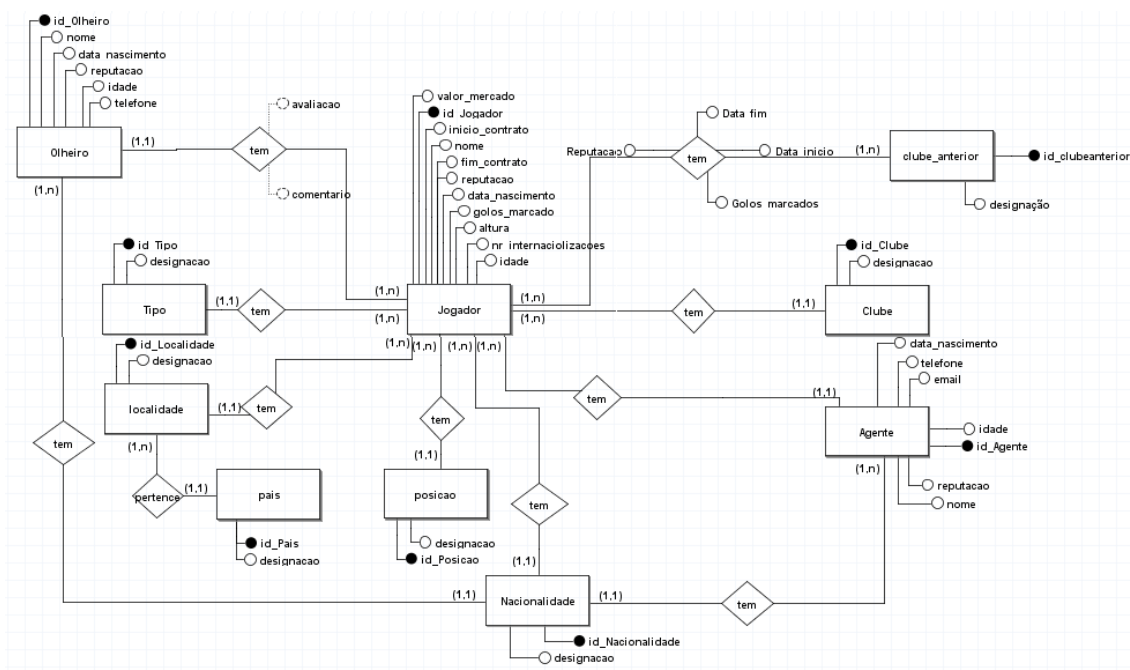 id_Olheiro
nome
data_nascimento
reputacao
idade
telefone
Olheiro
(1,1)
(1,n)
tem
avaliacao
comentario
valor_mercado
id_Jogador
inicio_contrato
nome
fim_contrato
reputacao
data_nascimento
golos_marcado
altura
nr_internaciolizacoes
idade
Jogador
(1,n)
(1,n)
(1,n)
(1,n)
(1,n)
(1,n)
(1,n)
(1,n)
Data fim
Reputacao
tem
Data inicio
Golos marcados
(1,n)
clube_anterior
id_clubeanterior
designação
id_Tipo
designacao
Tipo
(1,1)
tem
tem
(1,1)
id_Clube
designacao
Clube
id_Localidade
designacao
localidade
(1,1)
tem
(1,n)
pertence
(1,1)
pais
id_Pais
designacao
tem
tem
(1,1)
posicao
designacao
id_Posicao
tem
(1,1)
data_nascimento
telefone
email
Agente
idade
id_Agente
reputacao
nome
(1,n)
tem
(1,1)
(1,1)
Nacionalidade
(1,1)
tem
id_Nacionalidade
designacao